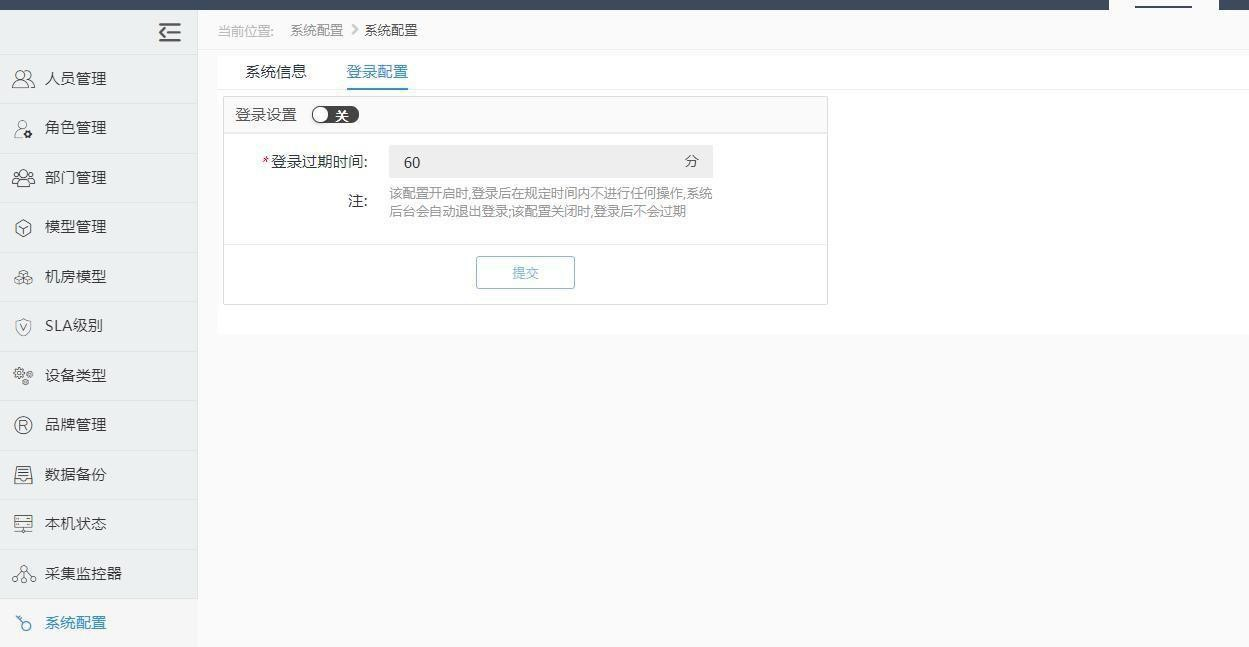 当前位置: 系统配置 > 系统配置
人员管理
角色管理
部门管理
模型管理
机房模型
SLA级别
设备类型
品牌管理
数据备份
本机状态
采集监控器
系统配置
系统信息 登录配置
登录设置 关
*登录过期时间: 60 分
注: 该配置开启时,登录后在规定时间内不进行任何操作,系统
后台会自动退出登录;该配置关闭时,登录后不会过期
提交